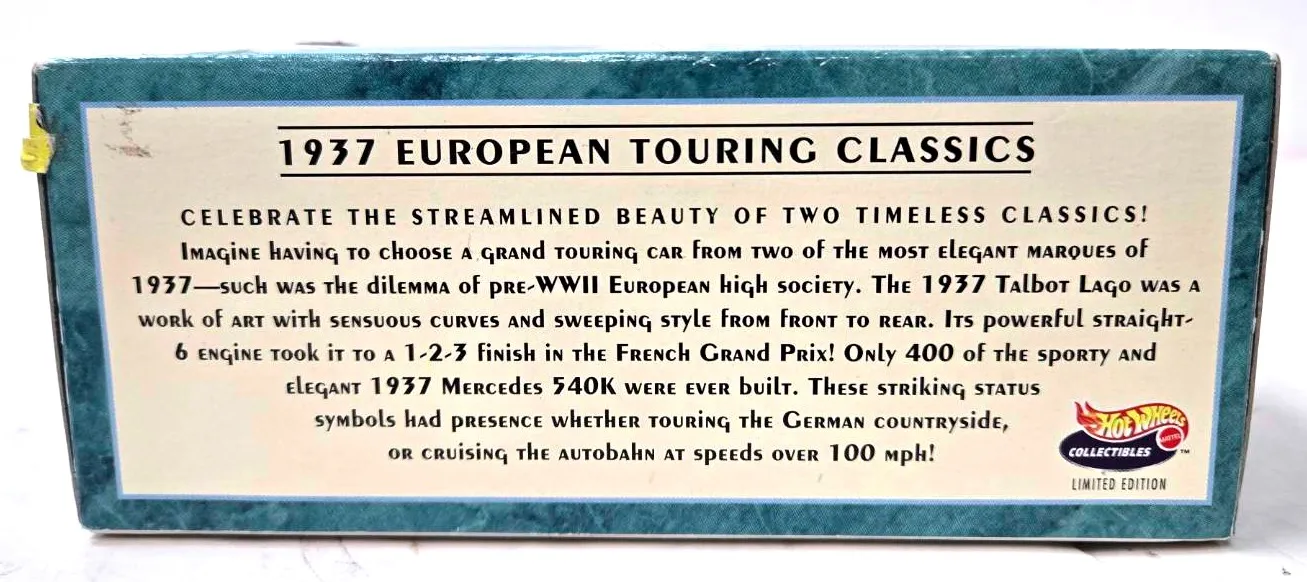 1937 EUROPEAN TOURING CLASSICS
CELEBRATE THE STREAMLINED BEAUTY OF TWO TIMELESS CLASSICS!
IMAGINE HAVING TO CHOOSE A GRAND TOURING CAR FROM TWO OF THE MOST ELEGANT MARQUES OF
1937—SUCH WAS THE DILEMMA OF PRE-WWII EUROPEAN HIGH SOCIETY. THE 1937 TALBOT LAGO WAS A
WORK OF ART WITH SENSUOUS CURVES AND SWEEPING STYLE FROM FRONT TO REAR. ITS POWERFUL STRAIGHT-
6 ENGINE TOOK IT TO A 1-2-3 FINISH IN THE FRENCH GRAND PRIX! ONLY 400 OF THE SPORTY AND
ELEGANT 1937 MERCEDES 540K WERE EVER BUILT. THESE STRIKING STATUS
SYMBOLS HAD PRESENCE WHETHER TOURING THE GERMAN COUNTRYSIDE,
OR CRUISING THE AUTOBAHN AT SPEEDS OVER 100 MPH!
HOT WHEELS
MATTEL
COLLECTIBLES ™
LIMITED EDITION